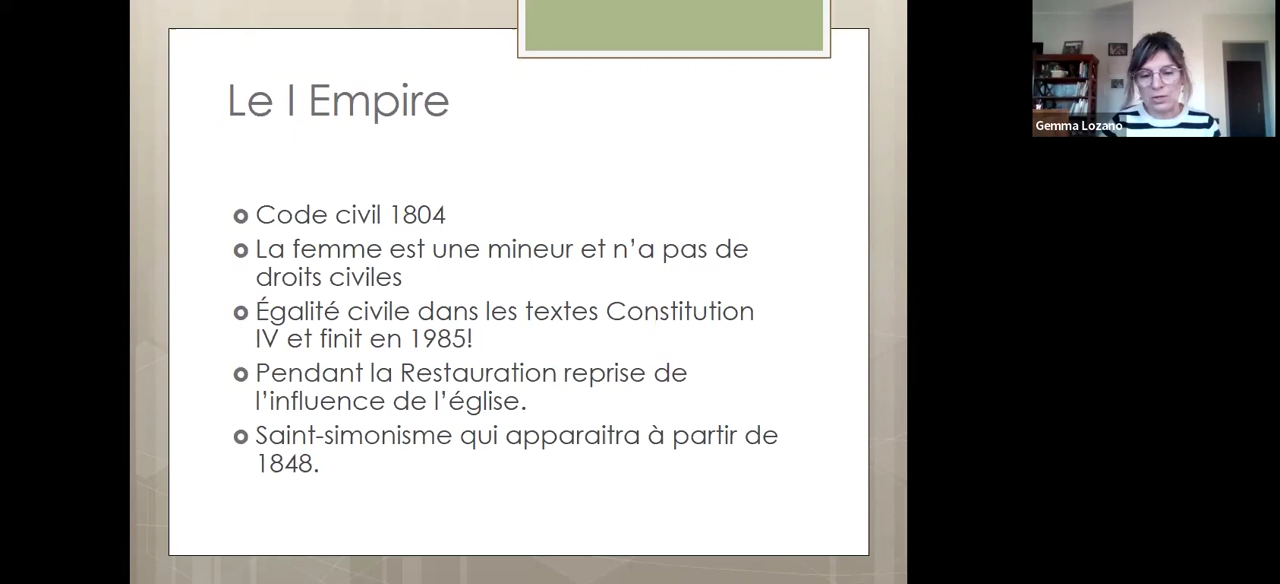 Le I Empire
Code civil 1804
La femme est une mineur et n’a pas de
droits civiles
Égalité civile dans les textes Constitution
IV et finit en 1985!
Pendant la Restauration reprise de
l’influence de l’église.
Saint-simonisme qui apparaitra à partir de
1848.
Gemma Lozano